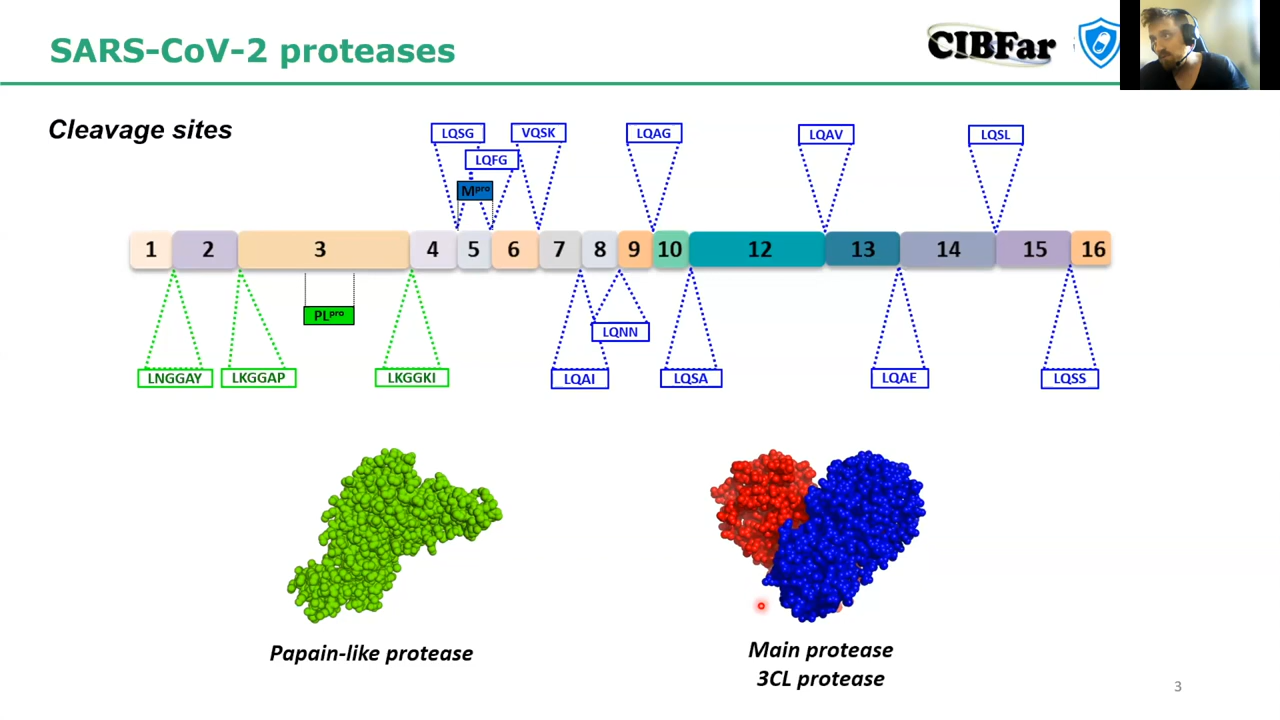 SARS-CoV-2 proteases
CIBFar
Cleavage sites
LQSG
VQSK
LQAG
LQAV
LQSL
LQFG
Mpro
1 2 3 4 5 6 7 8 9 10 12 13 14 15 16
PLpro
LQNN
LNGGAY
LKGGAP
LKGGKI
LQAI
LQSA
LQAE
LQSS
Papain-like protease
Main protease
3CL protease
3